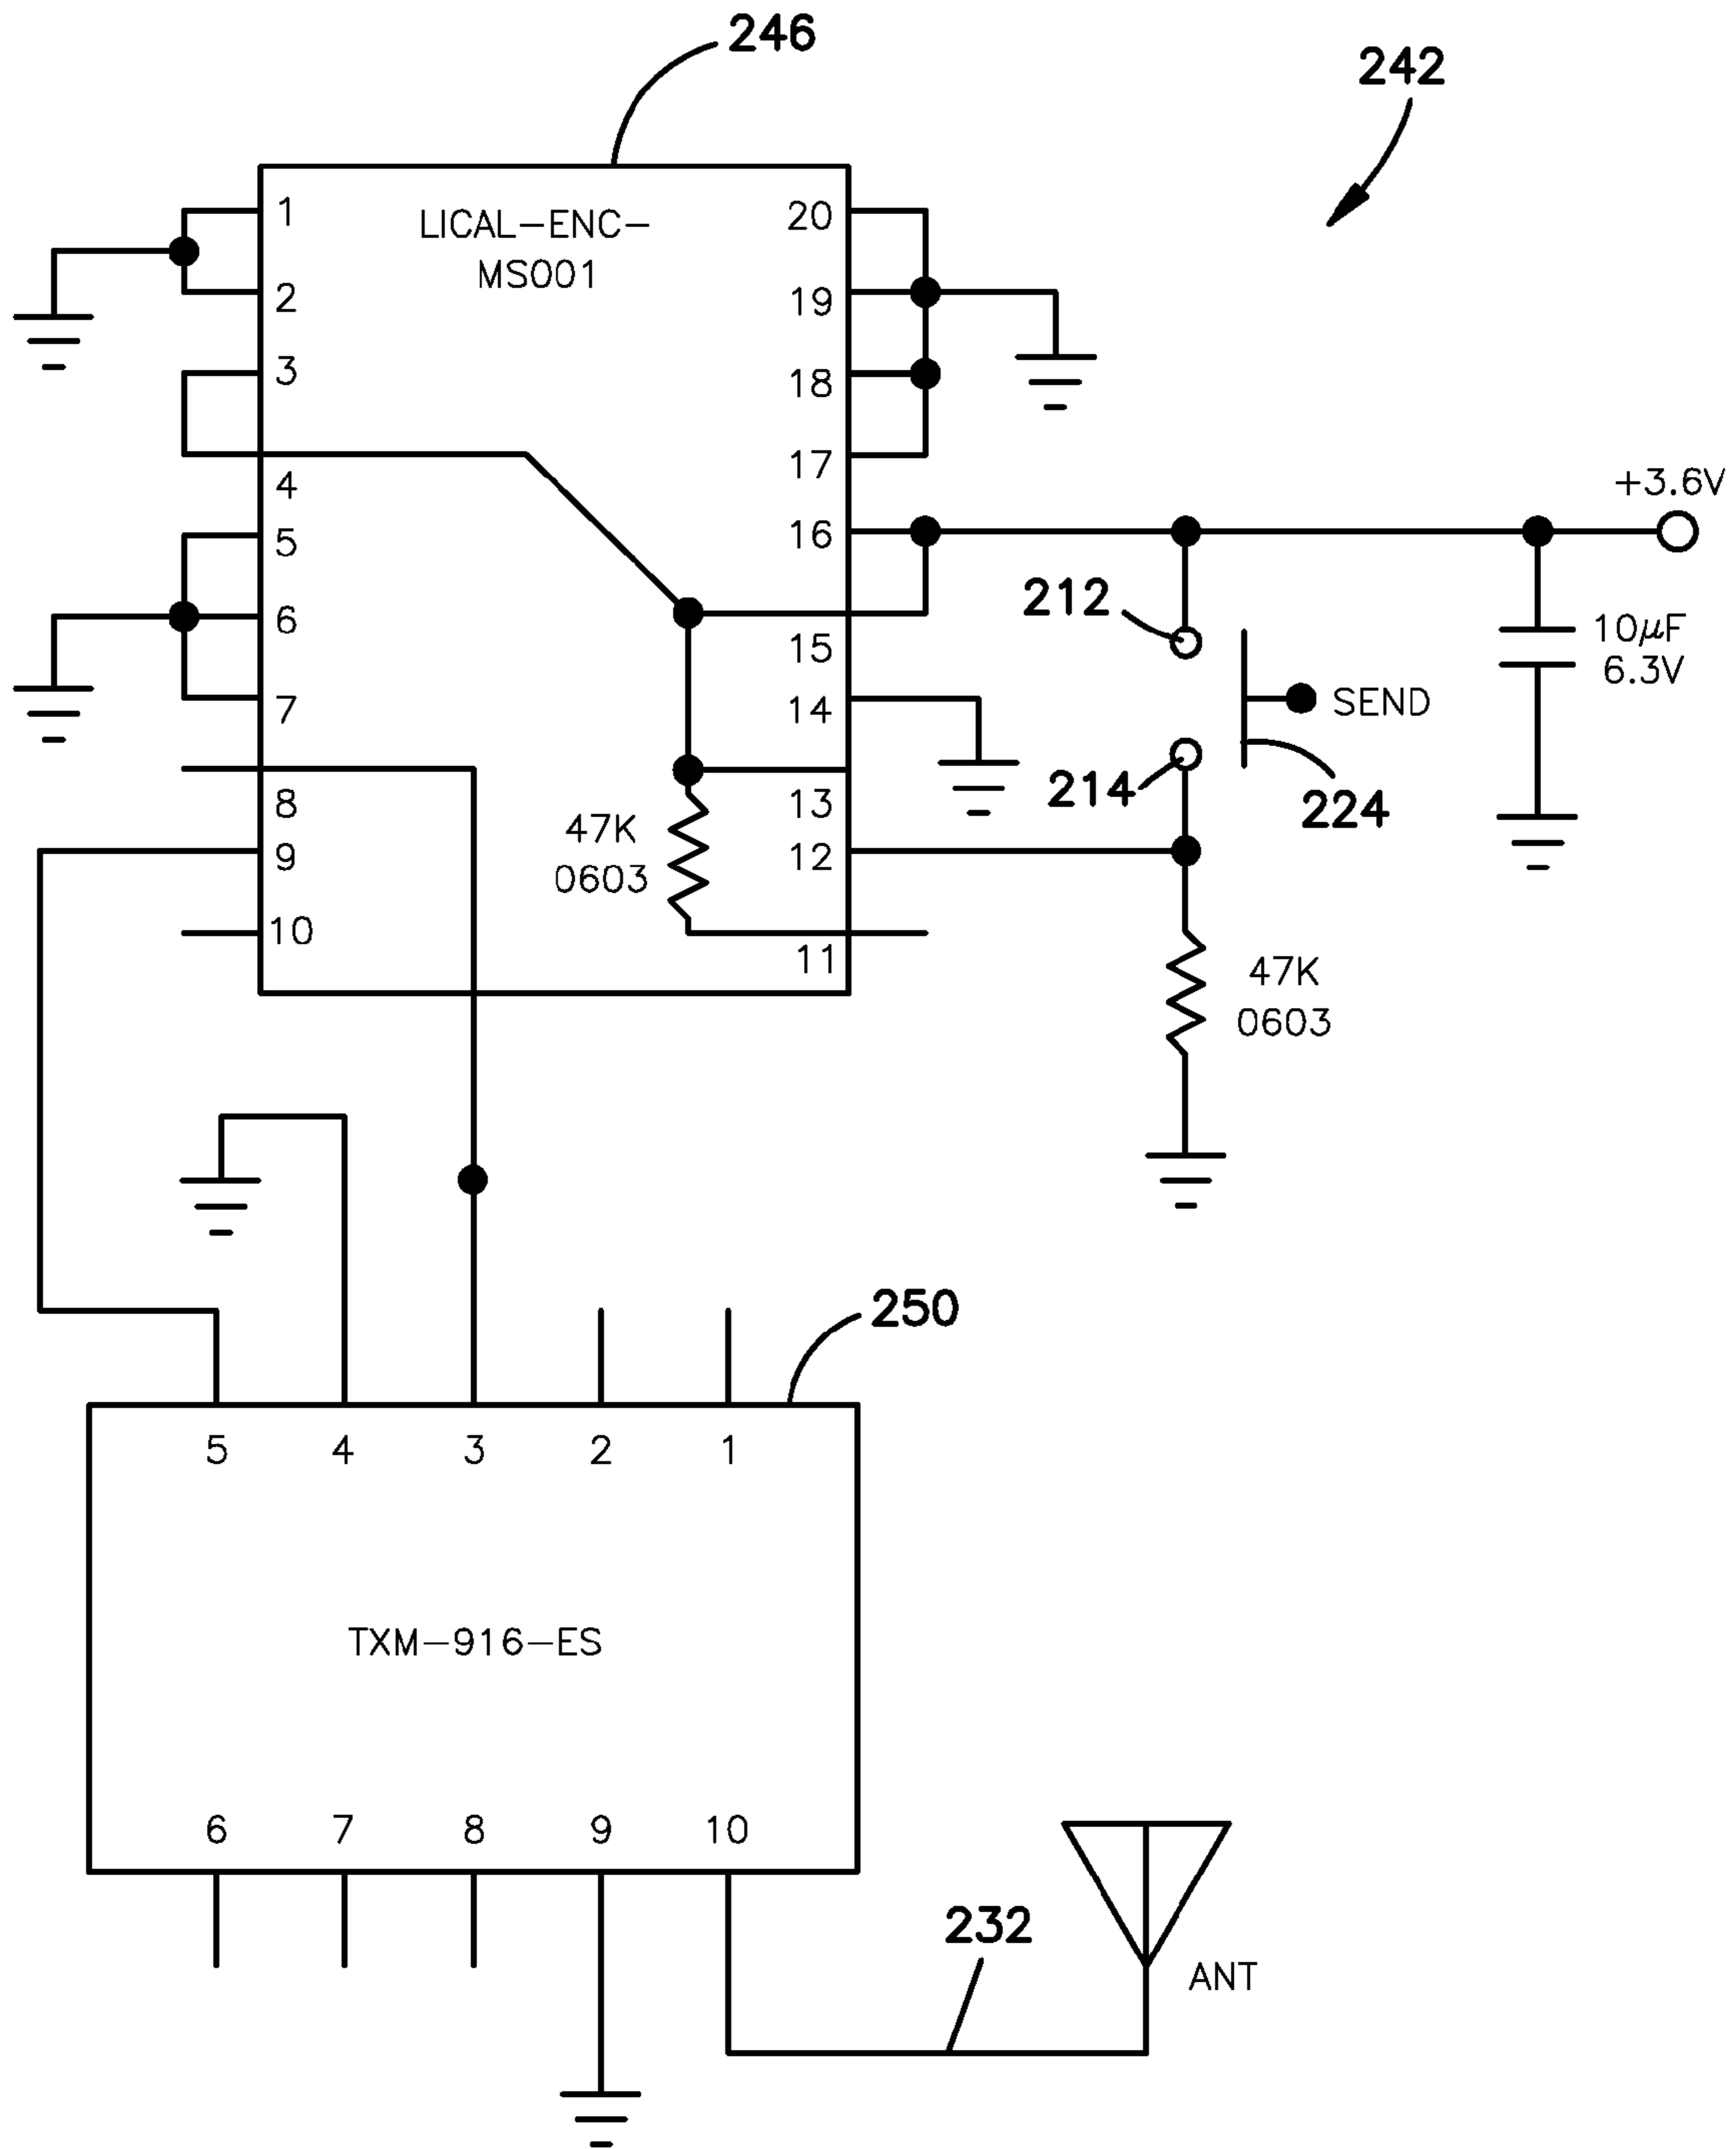 246
242
LICAL-ENC-
MS001
1
2
3
4
5
6
7
8
9
10
20
19
18
17
16
15
14
13
12
11
+3.6V
212
10µF
6.3V
SEND
214
224
47K
0603
47K
0603
250
5 4 3 2 1
TXM-916-ES
6 7 8 9 10
232
ANT